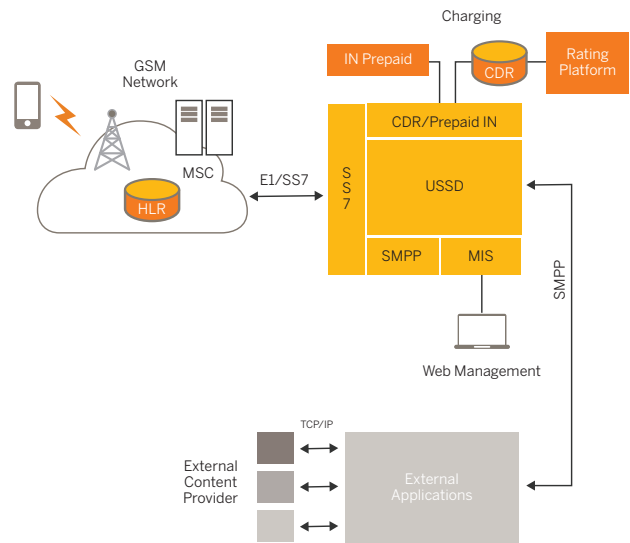 Charging
GSM
Network
IN Prepaid
CDR
Rating
Platform
MSC
HLR
E1/SS7
S
S
7
CDR/Prepaid IN
USSD
SMPP
MIS
SMPP
Web Management
TCP/IP
External
Content
Provider
External
Applications